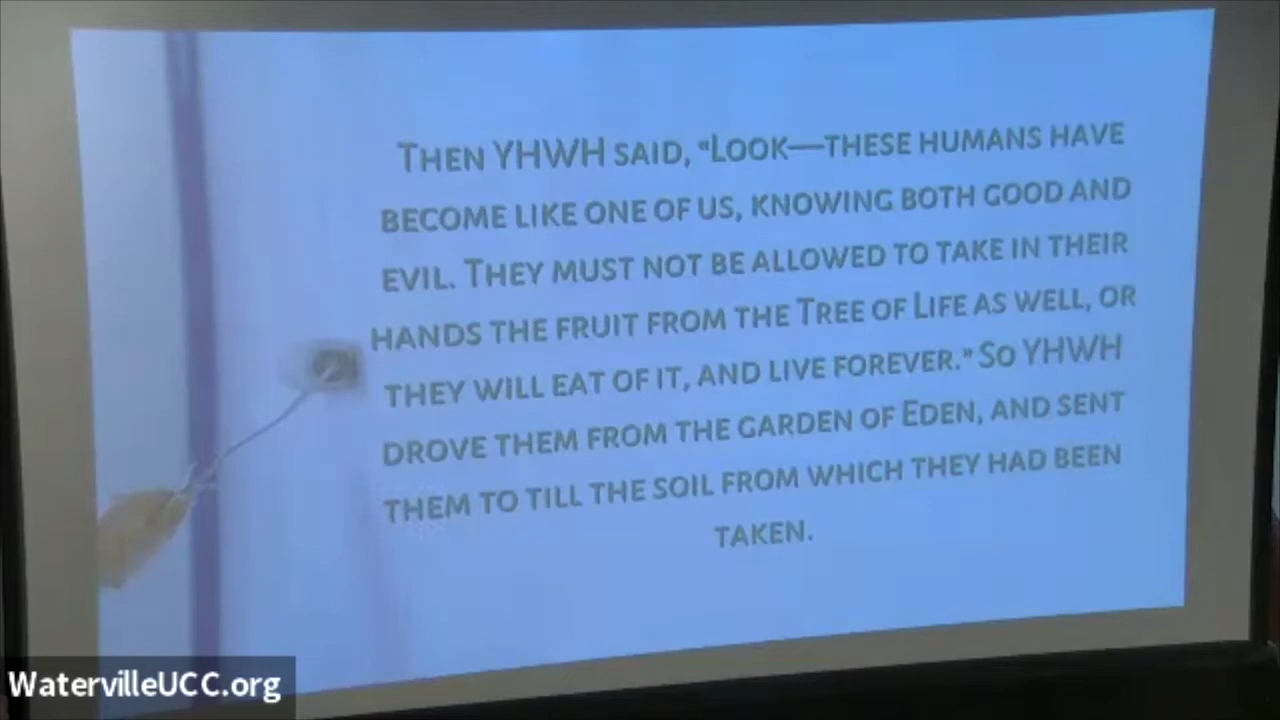 Then YHWH said, "Look—these humans have
become like one of us, knowing both good and
evil. They must not be allowed to take in their
hands the fruit from the Tree of Life as well, or
they will eat of it, and live forever." So YHWH
drove them from the garden of Eden, and sent
them to till the soil from which they had been
taken.
WatervilleUCC.org